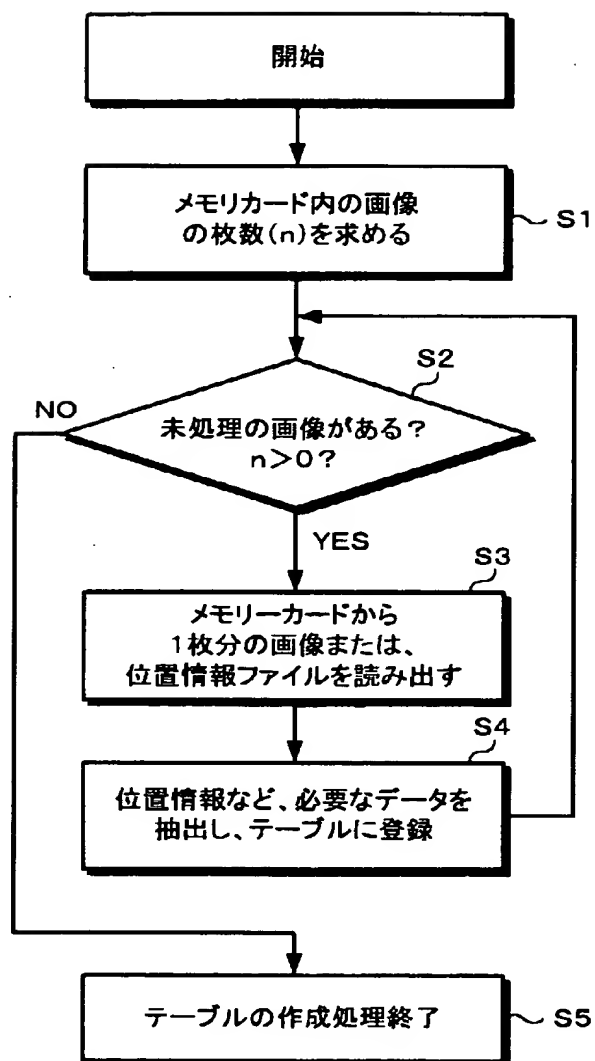 開始
メモリカード内の画像
の枚数(n)を求める
S1
S2
NO
未処理の画像がある?
n>0?
YES
S3
メモリーカードから
1枚分の画像または、
位置情報ファイルを読み出す
S4
位置情報など、必要なデータを
抽出し、テーブルに登録
テーブルの作成処理終了
S5